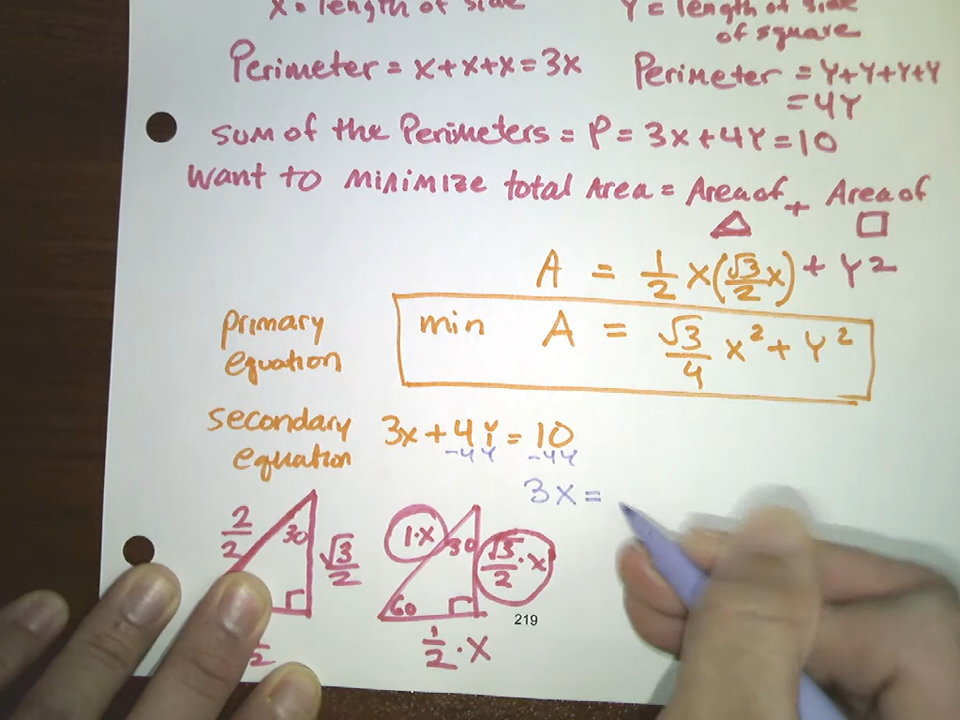 X = length of side
Y = length of side
of square
Perimeter = x+x+x=3x
Perimeter = Y+Y+Y+Y
= 4Y
sum of the Perimeters = P = 3x+4Y=10
Want to MINIMIZE total Area = Area of + Area of
△ □
A = 1/2 x(√3/2 x) + Y²
primary
equation
min A = √3/4 x² + Y²
secondary
equation
3x+4Y=10
-4Y -4Y
3x=
2/2 30 √3/2
1·x 30 √3/2·x
60
2
1/2·x
219